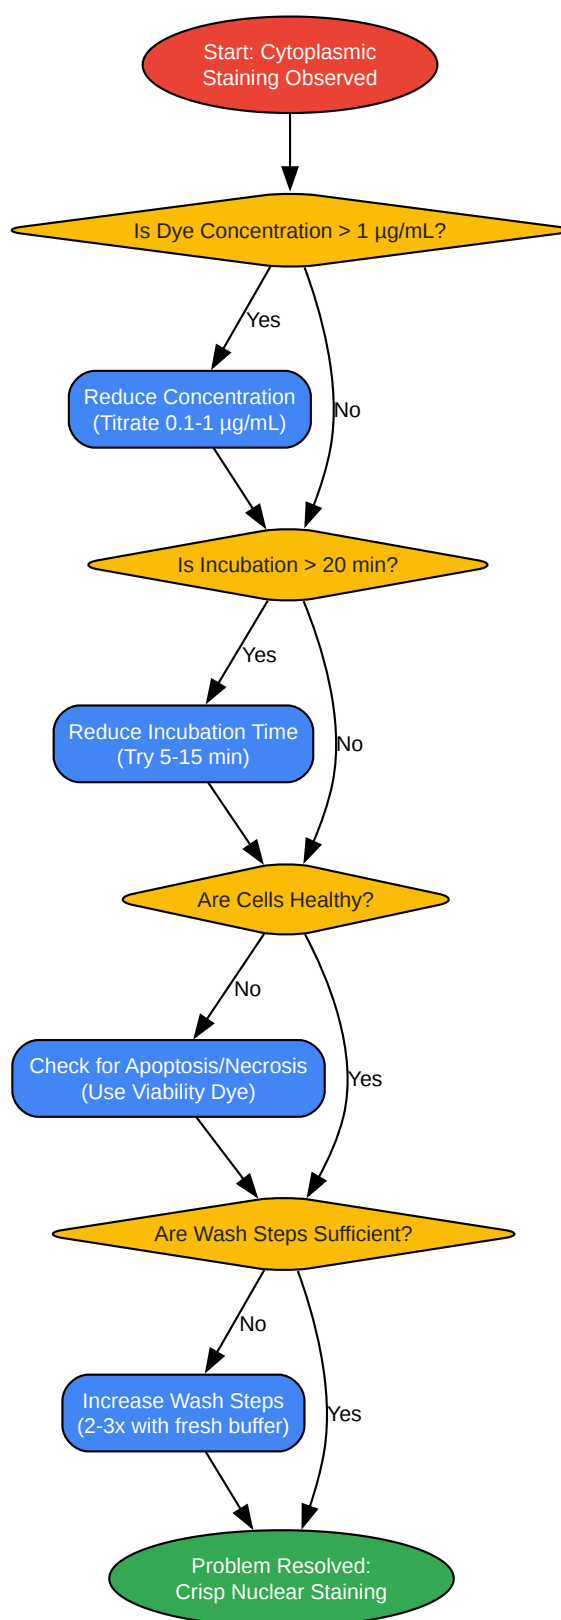 Start: Cytoplasmic
Staining Observed
Is Dye Concentration > 1 µg/mL?
Yes
Reduce Concentration
(Titrate 0.1-1 µg/mL)
No
Is Incubation > 20 min?
Yes
Reduce Incubation Time
(Try 5-15 min)
No
Are Cells Healthy?
No
Check for Apoptosis/Necrosis
(Use Viability Dye)
Yes
Are Wash Steps Sufficient?
No
Increase Wash Steps
(2-3x with fresh buffer)
Yes
Problem Resolved:
Crisp Nuclear Staining